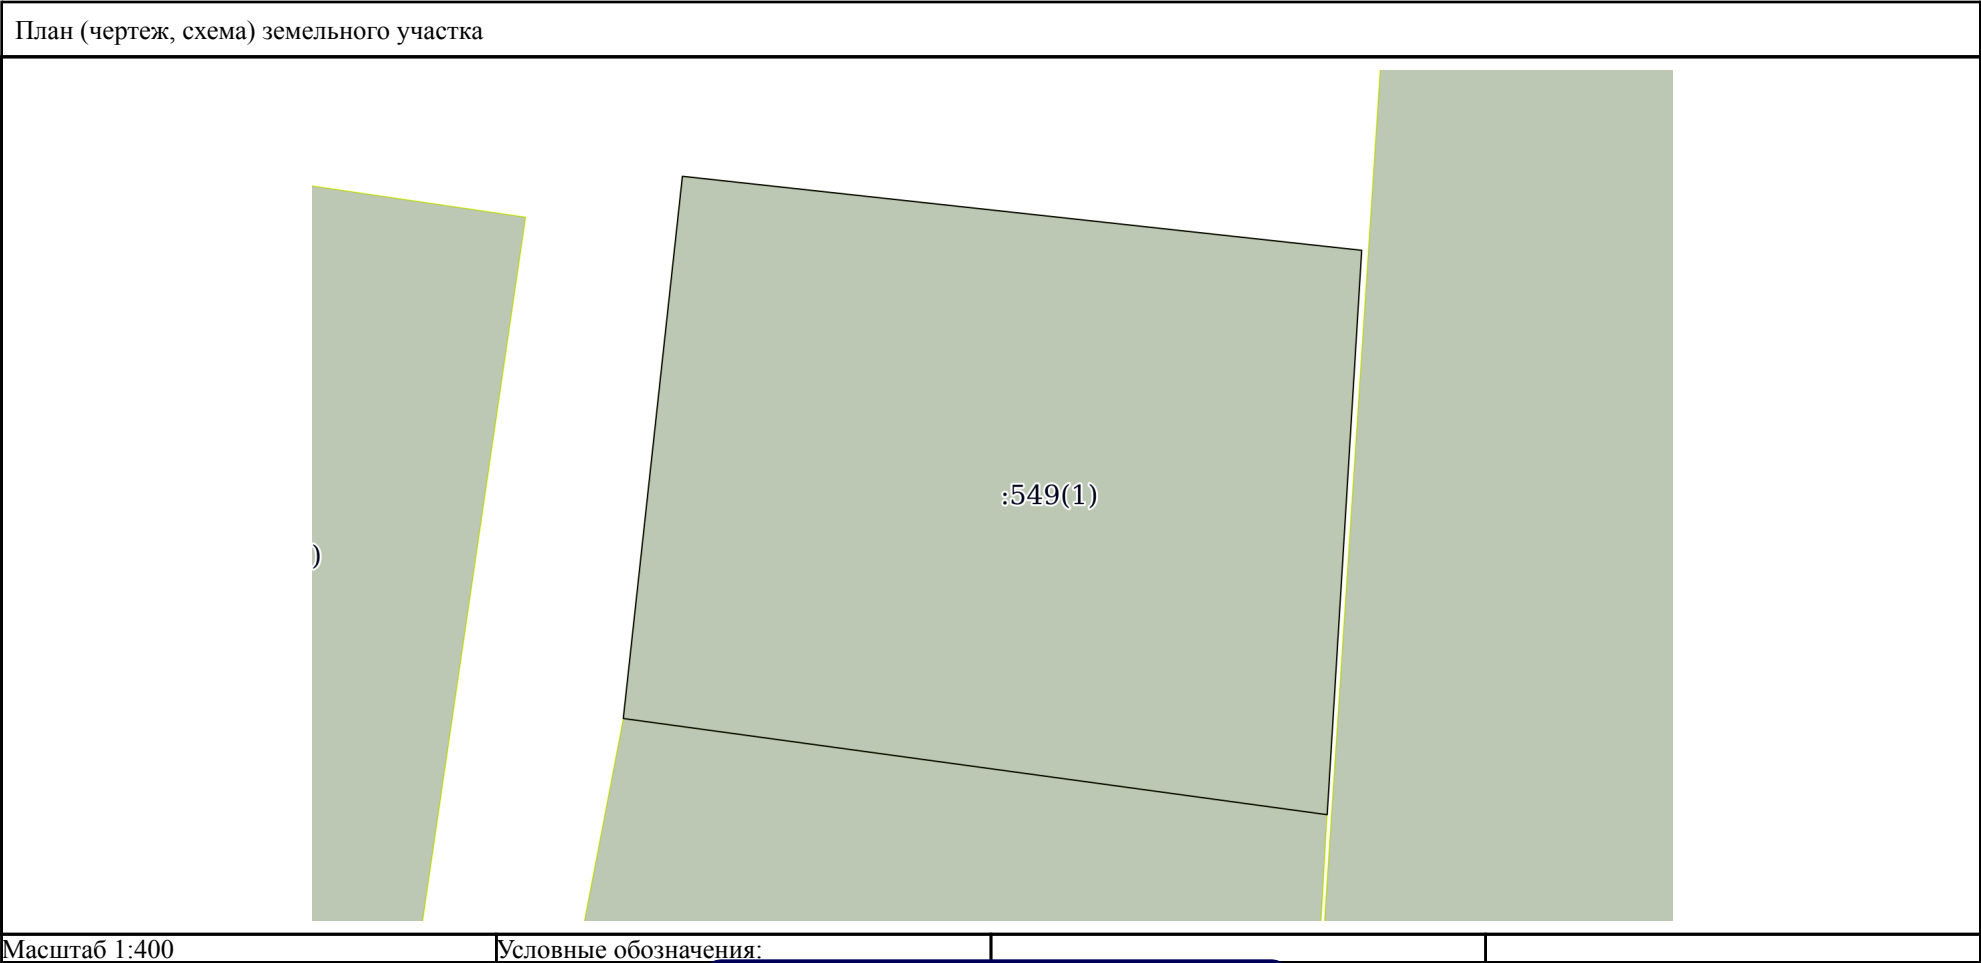 План (чертеж, схема) земельного участка
:549(1)
)
Масштаб 1:400
Условные обозначения: